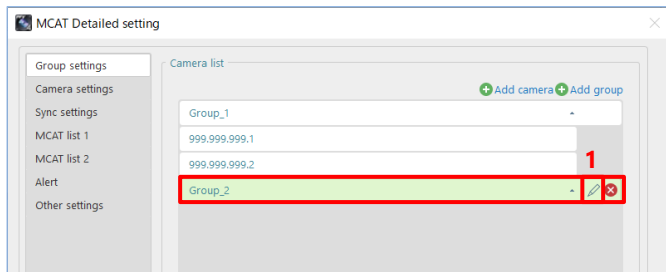 MCAT Detailed setting
Group settings
Camera settings
Sync settings
MCAT list 1
MCAT list 2
Alert
Other settings
Camera list
Add camera Add group
Group_1
999.999.999.1
999.999.999.2
1
Group_2